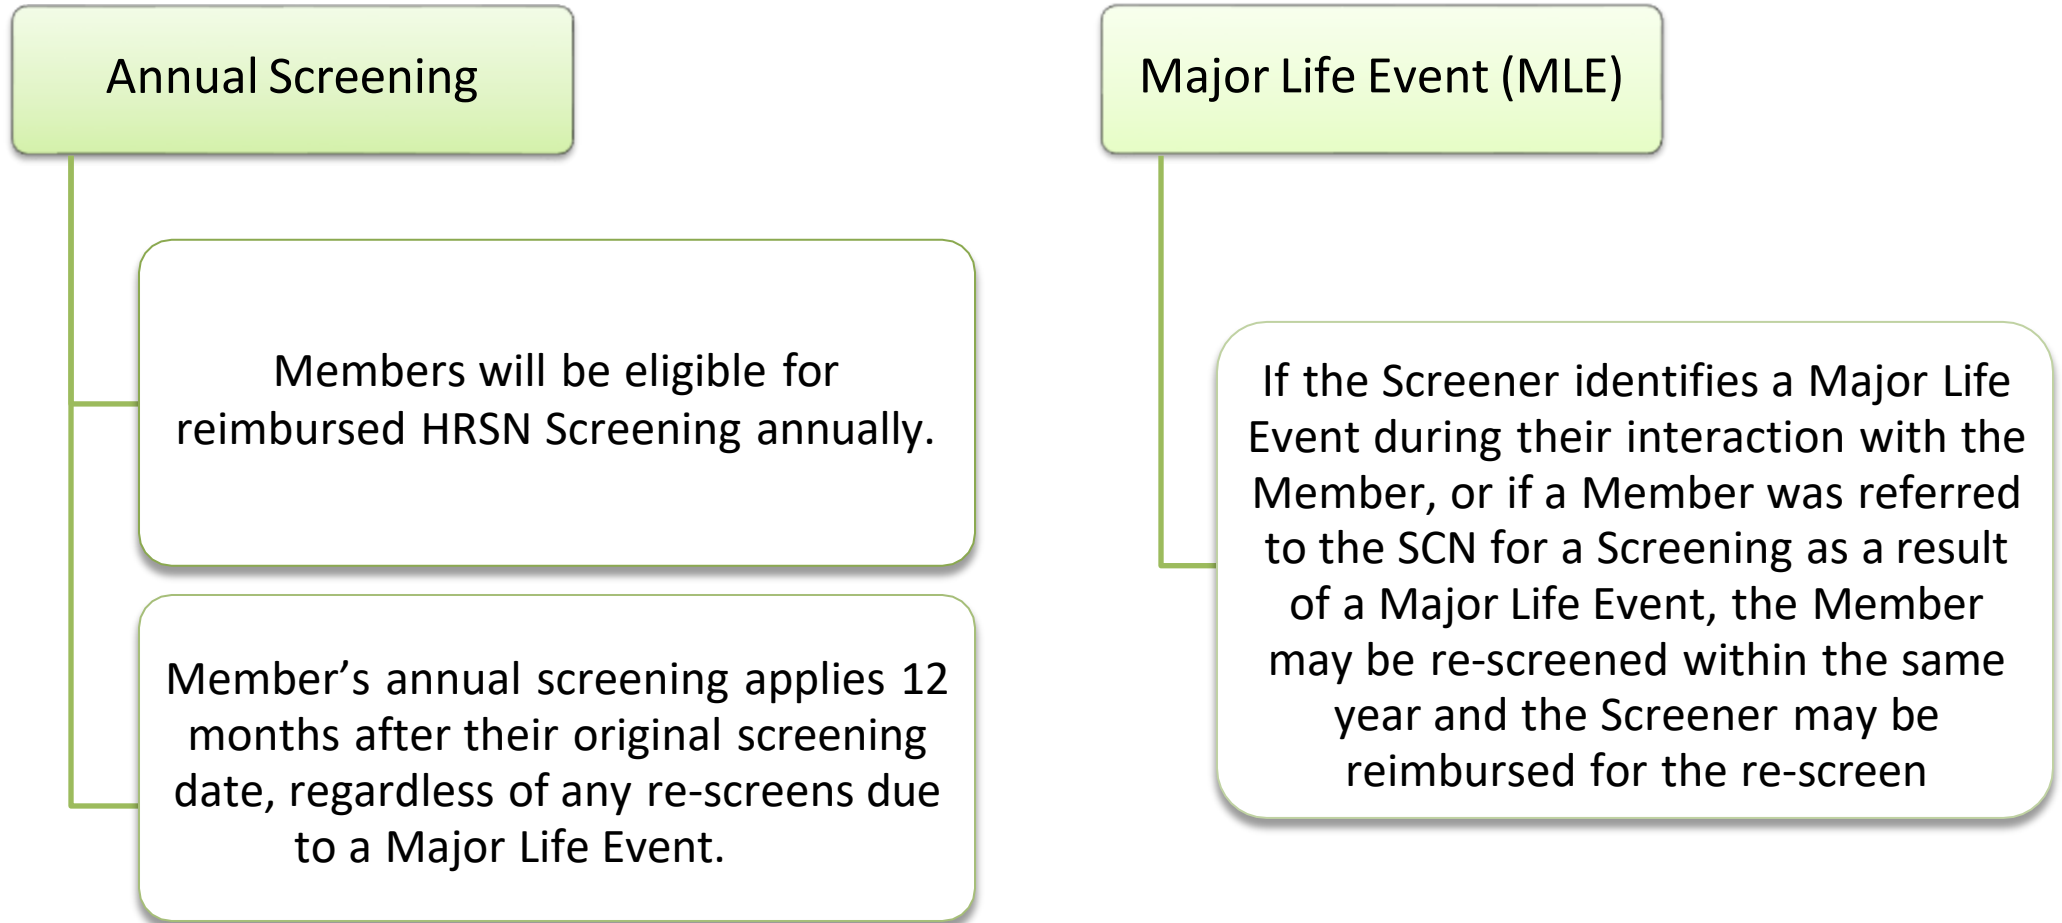 Annual Screening
Members will be eligible for
reimbursed HRSN Screening annually.
Member’s annual screening applies 12
months after their original screening
date, regardless of any re-screens due
to a Major Life Event.
Major Life Event (MLE)
If the Screener identifies a Major Life
Event during their interaction with the
Member, or if a Member was referred
to the SCN for a Screening as a result
of a Major Life Event, the Member
may be re-screened within the same
year and the Screener may be
reimbursed for the re-screen